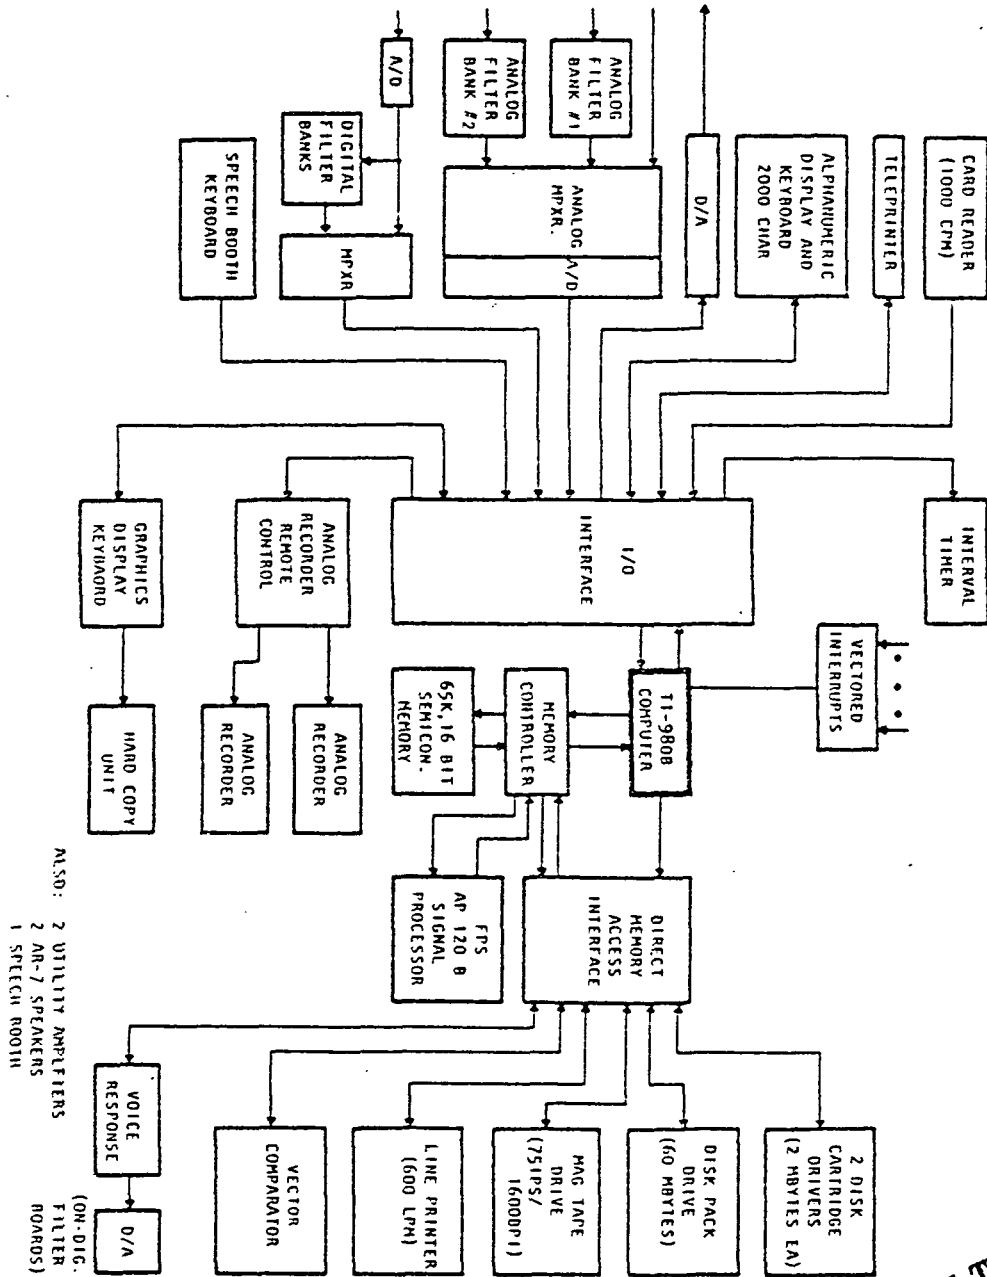 CARD READER
(1000 CPM)
TELEPRINTER
ALPHANUMERIC
DISPLAY AND
KEYBOARD
2000 CHAR
D/A
ANALOG
FILTER
BANK #1
ANALOG
FILTER
BANK #2
ANALOG
MPXR.
A/D
A/D
DIGITAL
FILTER
BANKS
MPXR
SPEECH BOOTH
KEYBOARD
INTERVAL
TIMER
I/O
INTERFACE
ANALOG
RECORDER
REMOTE
CONTROL
GRAPHICS
DISPLAY
KEYBAORD
VECTORED
INTERRUPTS
TI-980B
COMPUTER
MEMORY
CONTROLLER
65K, 16 BIT
SEMICON.
MEMORY
ANALOG
RECORDER
ANALOG
RECORDER
HARD COPY
UNIT
DIRECT
MEMORY
ACCESS
INTERFACE
FPS
AP 120 B
SIGNAL
PROCESSOR
2 DISK
CARTRIDGE
DRIVERS
(2 MBYTES EA)
DISK PACK
DRIVE
(60 MBYTES)
MAG TAPE
DRIVE
(75IPS/
1600DPI)
LINE PRINTER
(600 LPM)
VECTOR
COMPARATOR
VOICE
RESPONSE
D/A
(ON-DIG.
FILTER
BOARDS)
ALSO: 2 UTILITY AMPLFIERS
2 AR-7 SPEAKERS
1 SPEECH BOOTH